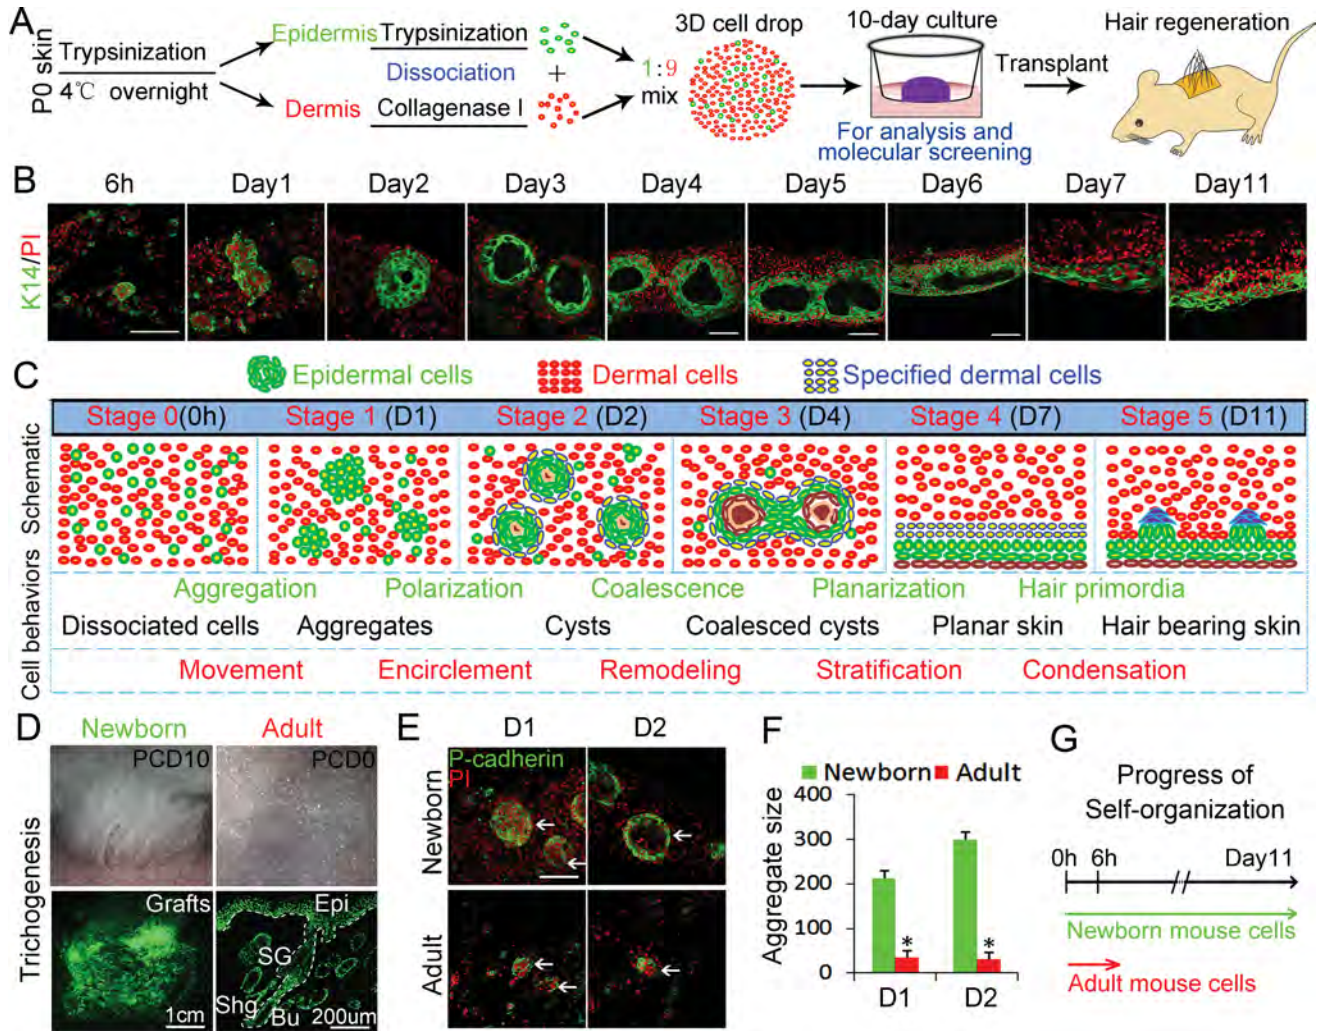 A
P0 skin
Trypsinization
4℃ overnight
Epidermis
Trypsinization
Dissociation
+
Dermis
Collagenase I
1:9
mix
3D cell drop
10-day culture
For analysis and
molecular screening
Transplant
Hair regeneration
B
6h
Day1
Day2
Day3
Day4
Day5
Day6
Day7
Day11
K14/PI
C
Epidermal cells
Dermal cells
Specified dermal cells
Stage 0(0h)
Stage 1 (D1)
Stage 2 (D2)
Stage 3 (D4)
Stage 4 (D7)
Stage 5 (D11)
Schematic
Cell behaviors
Aggregation
Polarization
Coalescence
Planarization
Hair primordia
Dissociated cells
Aggregates
Cysts
Coalesced cysts
Planar skin
Hair bearing skin
Movement
Encirclement
Remodeling
Stratification
Condensation
D
Newborn
Adult
Trichogenesis
PCD10
PCD0
Grafts
1cm
Epi
SG
Shg
Bu
200um
E
D1
D2
P-cadherin
PI
Newborn
Adult
F
Newborn
Adult
Aggregate size
400
300
200
100
0
*
*
D1
D2
G
Progress of
Self-organization
0h
6h
Day11
Newborn mouse cells
Adult mouse cells